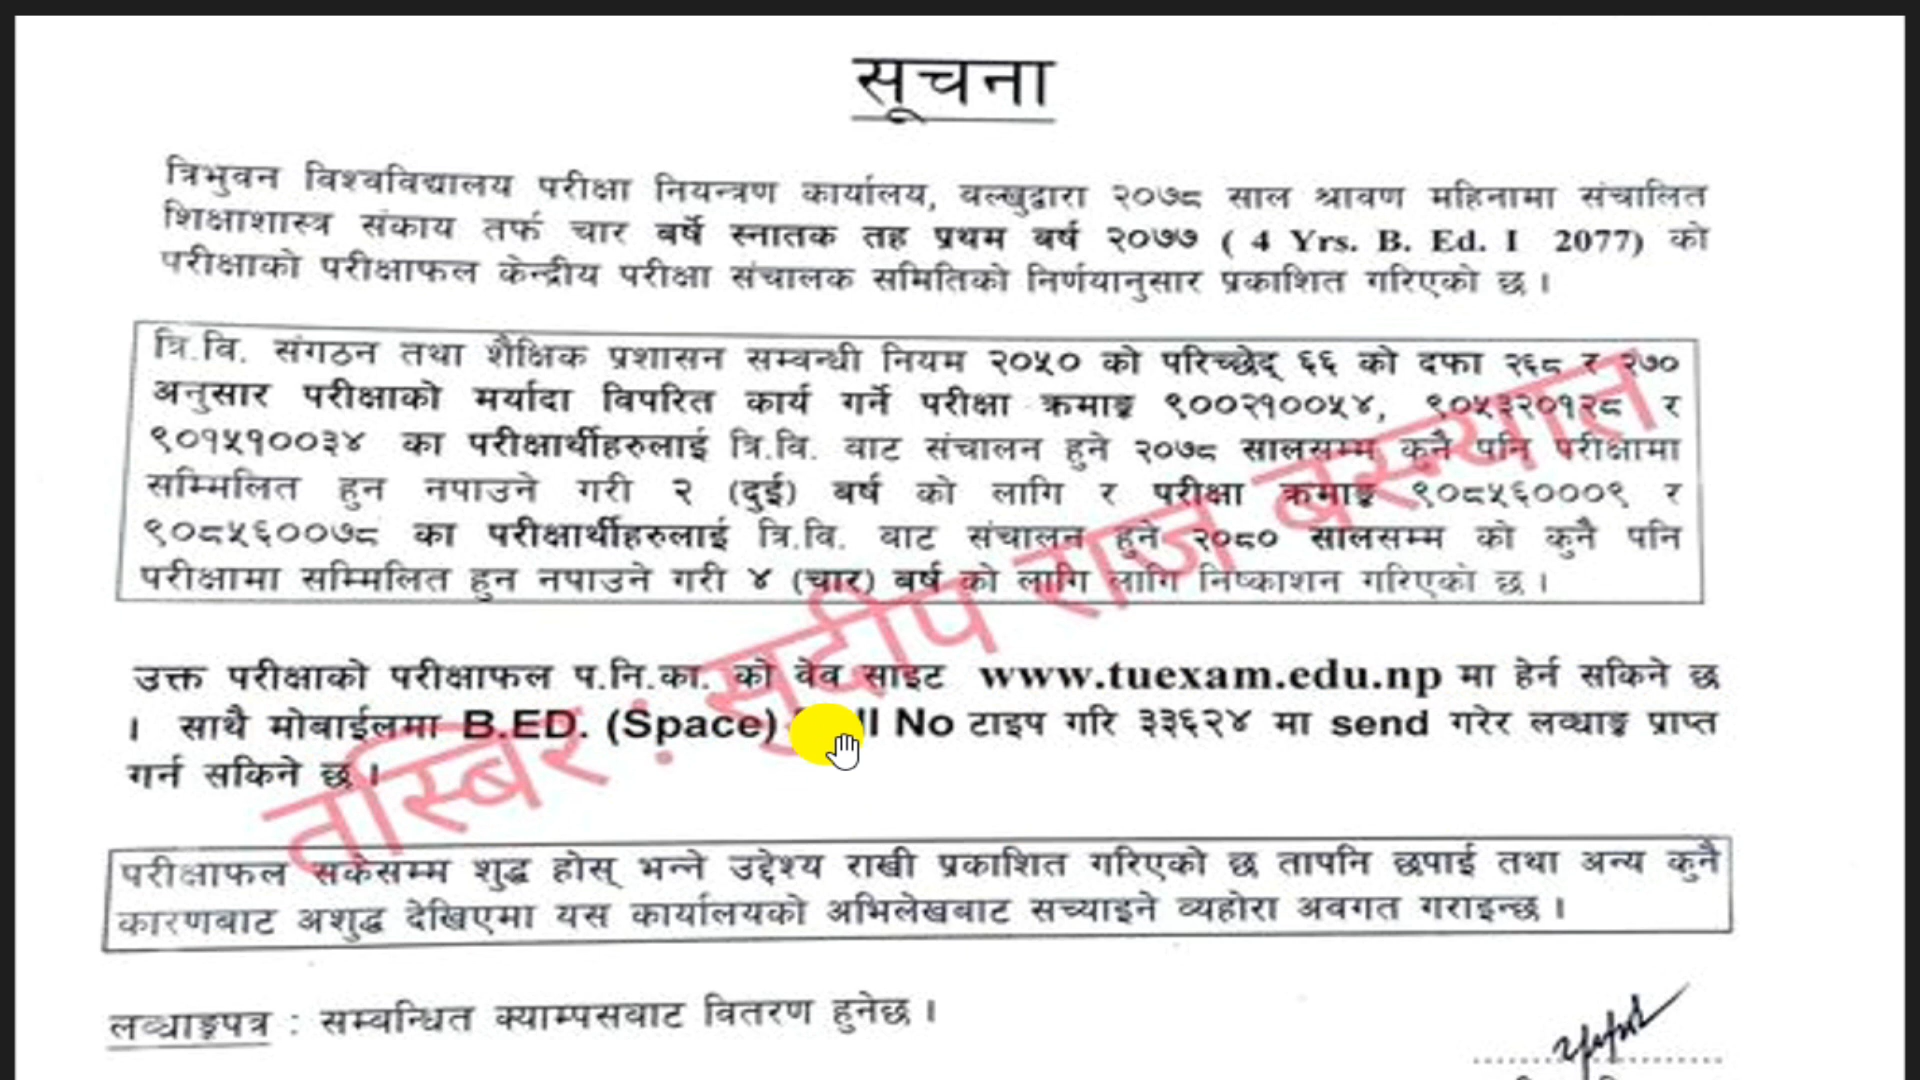 सूचना
त्रिभुवन विश्वविद्यालय परीक्षा नियन्त्रण कार्यालय, वल्खुद्वारा २०७८ साल श्रावण महिनामा संचालित
शिक्षाशास्त्र संकाय तर्फ चार बर्षे स्नातक तह प्रथम बर्ष २०७७ ( 4 Yrs. B. Ed. I 2077) को
परीक्षाको परीक्षाफल केन्द्रीय परीक्षा संचालक समितिको निर्णयानुसार प्रकाशित गरिएको छ ।
त्रि.वि. संगठन तथा शैक्षिक प्रशासन सम्वन्धी नियम २०५० को परिच्छेद् ६६ को दफा २६८ र २७०
अनुसार परीक्षाको मर्यादा विपरित कार्य गर्ने परीक्षा क्रमाङ्क ९००२१००५४, ९०५३२०१२८ र
९०१५१००३४ का परीक्षार्थीहरुलाई त्रि.वि. बाट संचालन हुने २०७८ सालसम्म कुनै पनि परीक्षामा
सम्मिलित हुन नपाउने गरी २ (दुई) बर्ष को लागि र परीक्षा क्रमाङ्क ९०८५६०००९ र
९०८५६००७८ का परीक्षार्थीहरुलाई त्रि.वि. बाट संचालन हुने २०८० सालसम्म को कुनै पनि
परीक्षामा सम्मिलित हुन नपाउने गरी ४ (चार) बर्ष को लागि लागि निष्काशन गरिएको छ ।
उक्त परीक्षाको परीक्षाफल प.नि.का. को वेव साइट www.tuexam.edu.np मा हेर्न सकिने छ
। साथै मोबाईलमा B.ED. (Space) No टाइप गरि ३३६२४ मा send गरेर लब्धाङ्क प्राप्त
गर्न सकिने छ ।
तस्बिर : सुदीप राज बस्न्यात
परीक्षाफल सकेसम्म शुद्ध होस् भन्ने उद्देश्य राखी प्रकाशित गरिएको छ तापनि छपाई तथा अन्य कुनै
कारणबाट अशुद्ध देखिएमा यस कार्यालयको अभिलेखबाट सच्याइने व्यहोरा अवगत गराइन्छ ।
लब्धाङ्कपत्र : सम्वन्धित क्याम्पसबाट वितरण हुनेछ ।